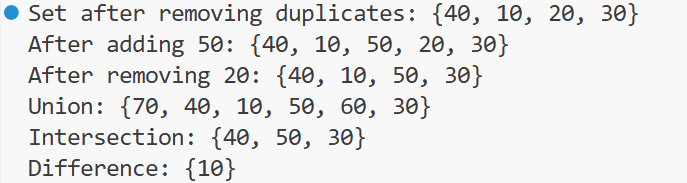 Set after removing duplicates: {40, 10, 20, 30}
After adding 50: {40, 10, 50, 20, 30}
After removing 20: {40, 10, 50, 30}
Union: {70, 40, 10, 50, 60, 30}
Intersection: {40, 50, 30}
Difference: {10}